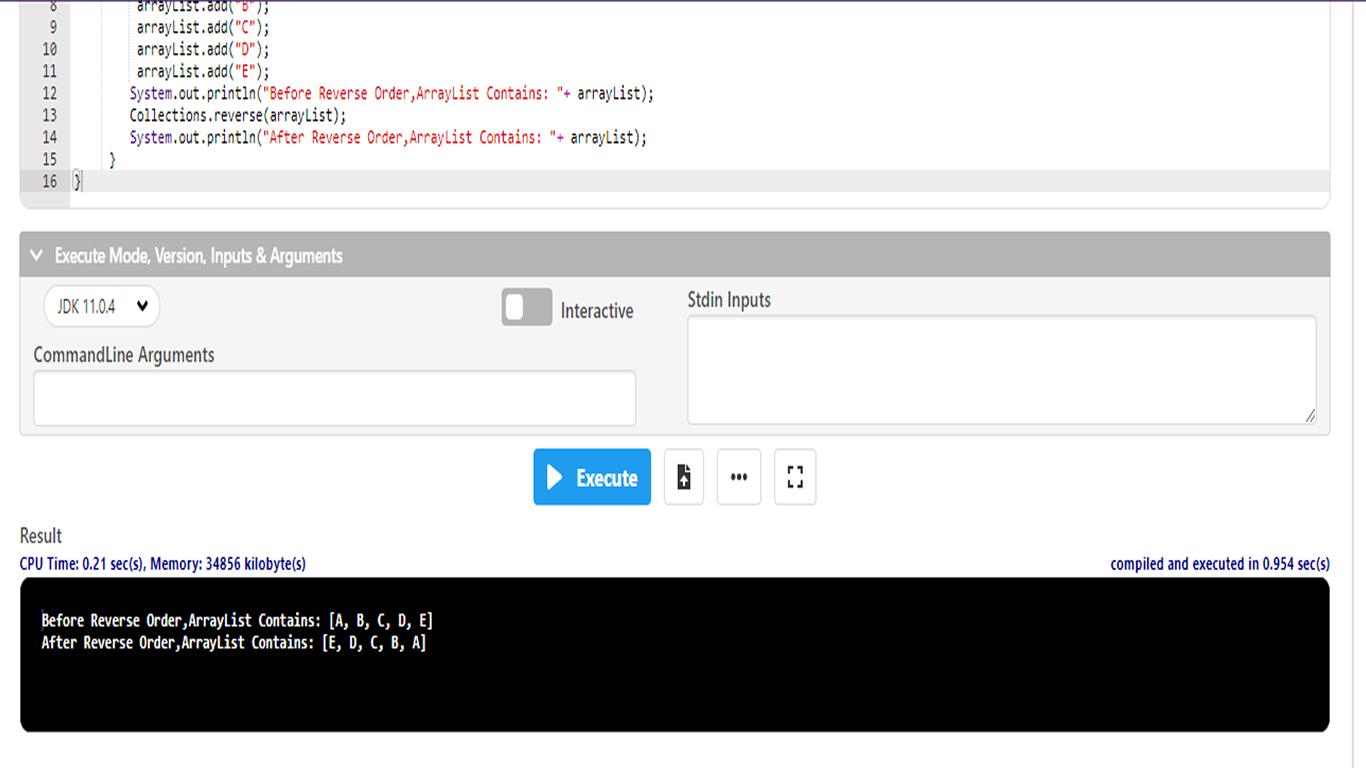 8 arrayList.add("B");
9 arrayList.add("C");
10 arrayList.add("D");
11 arrayList.add("E");
12 System.out.println("Before Reverse Order,ArrayList Contains: "+ arrayList);
13 Collections.reverse(arrayList);
14 System.out.println("After Reverse Order,ArrayList Contains: "+ arrayList);
15 }
16 }
Execute Mode, Version, Inputs & Arguments
JDK 11.0.4
Interactive
Stdin Inputs
CommandLine Arguments
Execute
Result
CPU Time: 0.21 sec(s), Memory: 34856 kilobyte(s)
compiled and executed in 0.954 sec(s)
Before Reverse Order,ArrayList Contains: [A, B, C, D, E]
After Reverse Order,ArrayList Contains: [E, D, C, B, A]